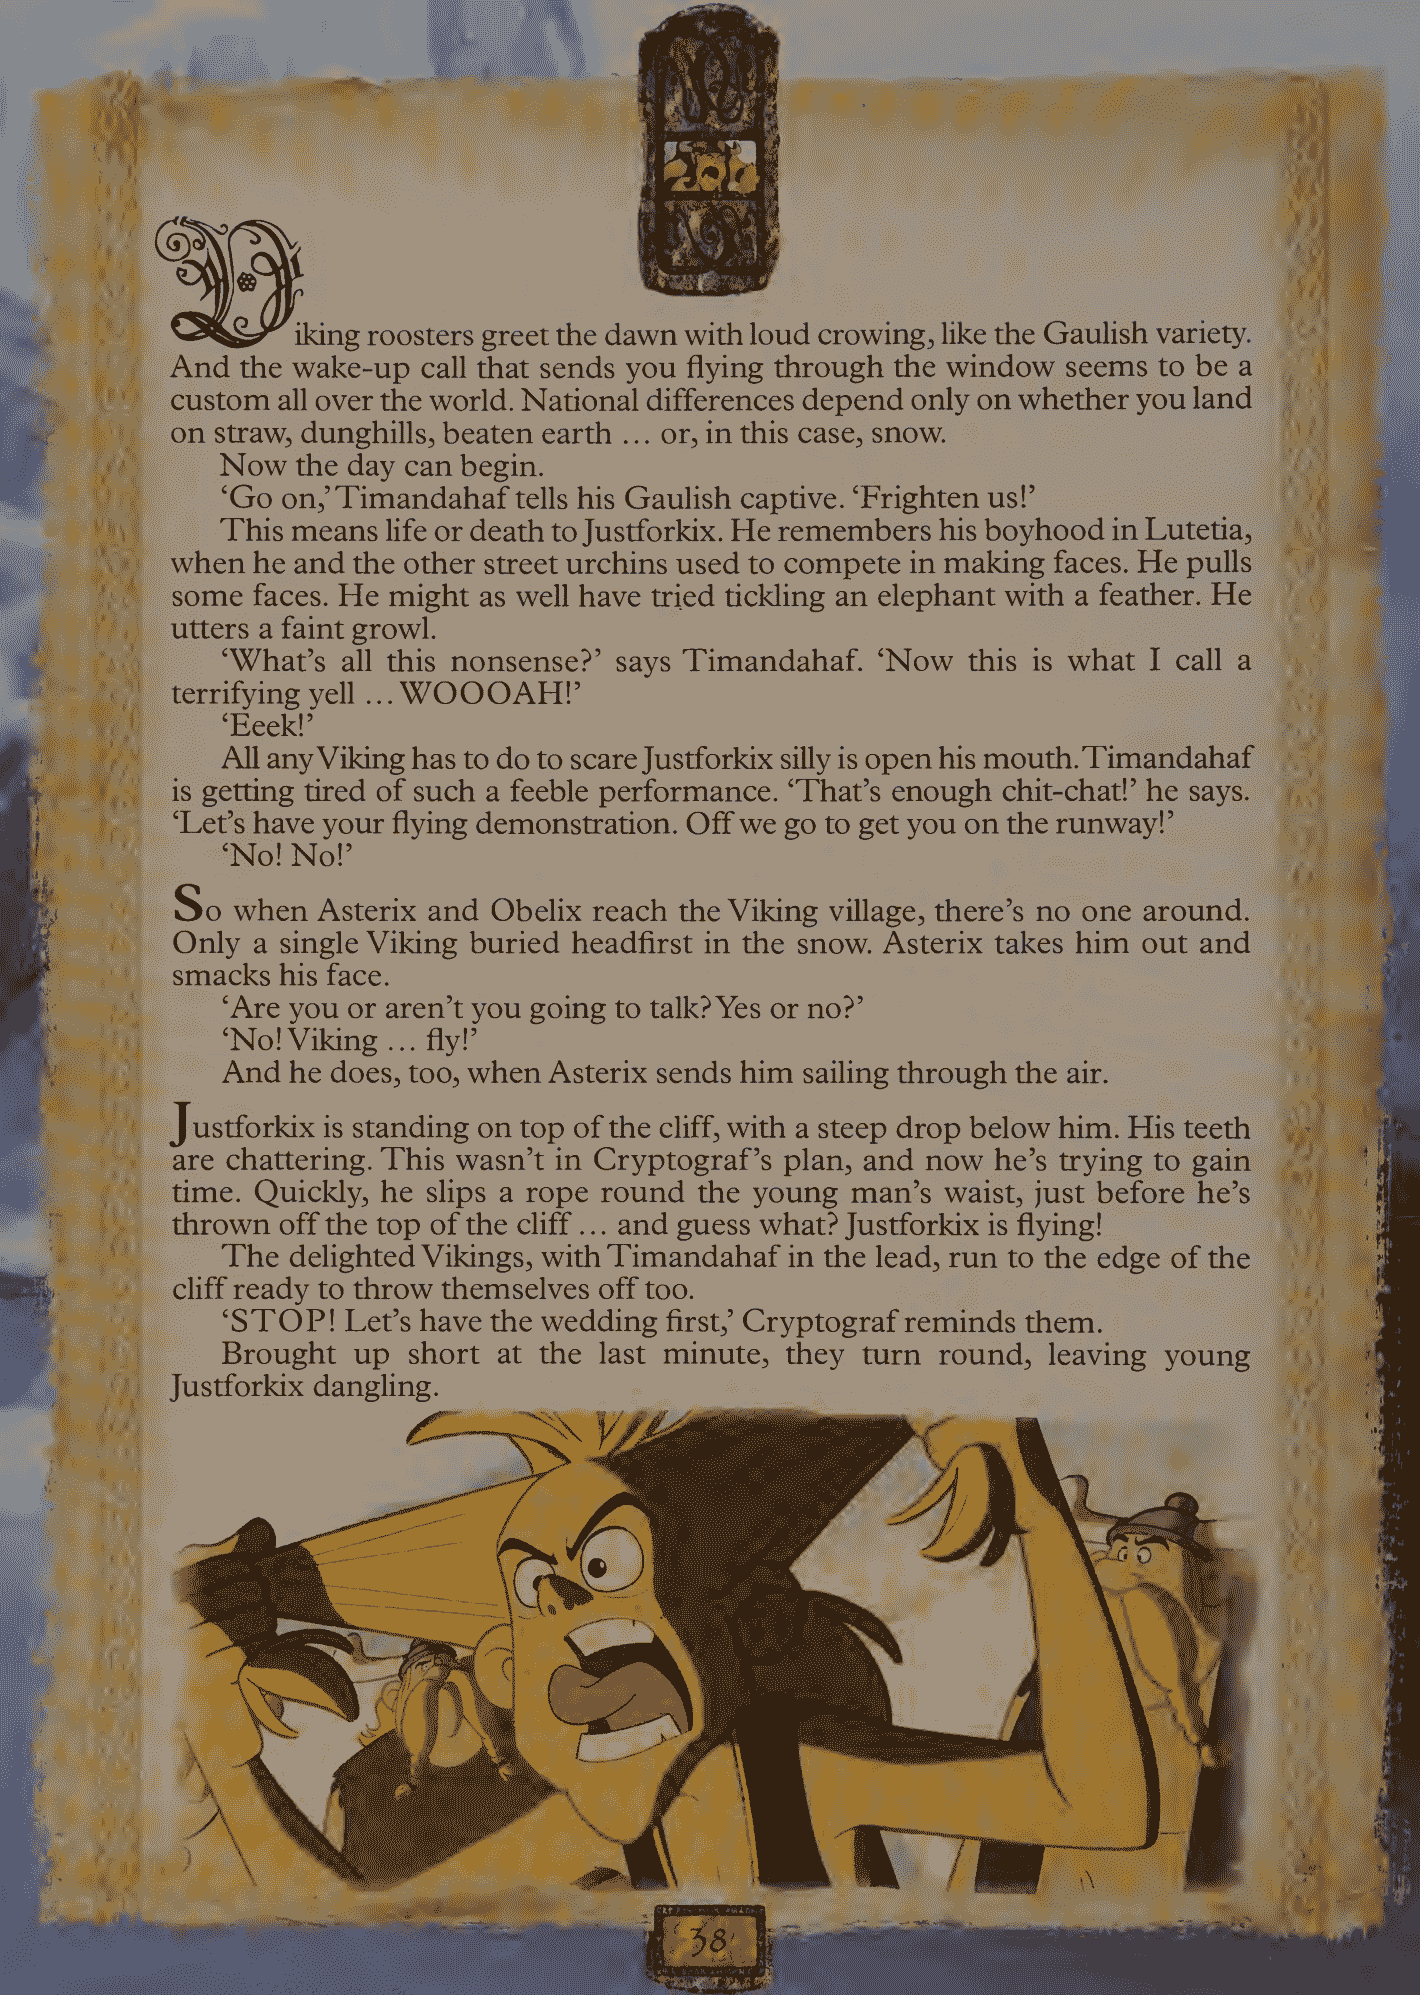 Viking roosters greet the dawn with loud crowing, like the Gaulish variety.
And the wake-up call that sends you flying through the window seems to be a
custom all over the world. National differences depend only on whether you land
on straw, dunghills, beaten earth … or, in this case, snow.
Now the day can begin.
‘Go on,’ Timandahaf tells his Gaulish captive. ‘Frighten us!’
This means life or death to Justforkix. He remembers his boyhood in Lutetia,
when he and the other street urchins used to compete in making faces. He pulls
some faces. He might as well have tried tickling an elephant with a feather. He
utters a faint growl.
‘What’s all this nonsense?’ says Timandahaf. ‘Now this is what I call a
terrifying yell … WOOOAH!’
‘Eeek!’
All any Viking has to do to scare Justforkix silly is open his mouth. Timandahaf
is getting tired of such a feeble performance. ‘That’s enough chit-chat!’ he says.
‘Let’s have your flying demonstration. Off we go to get you on the runway!’
‘No! No!’
So when Asterix and Obelix reach the Viking village, there’s no one around.
Only a single Viking buried headfirst in the snow. Asterix takes him out and
smacks his face.
‘Are you or aren’t you going to talk? Yes or no?’
‘No! Viking … fly!’
And he does, too, when Asterix sends him sailing through the air.
Justforkix is standing on top of the cliff, with a steep drop below him. His teeth
are chattering. This wasn’t in Cryptograf’s plan, and now he’s trying to gain
time. Quickly, he slips a rope round the young man’s waist, just before he’s
thrown off the top of the cliff … and guess what? Justforkix is flying!
The delighted Vikings, with Timandahaf in the lead, run to the edge of the
cliff ready to throw themselves off too.
‘STOP! Let’s have the wedding first,’ Cryptograf reminds them.
Brought up short at the last minute, they turn round, leaving young
Justforkix dangling.
38